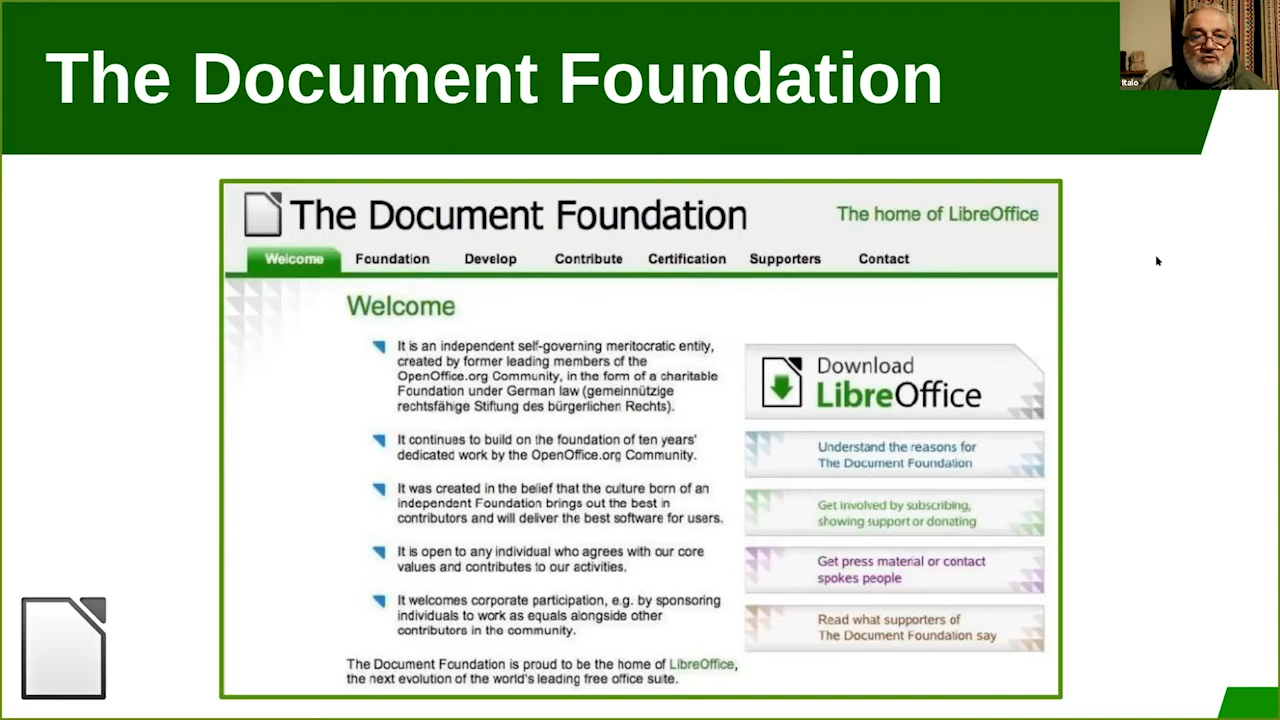 The Document Foundation
Italo
The Document Foundation
The home of LibreOffice
Welcome Foundation Develop Contribute Certification Supporters Contact
Welcome
It is an independent self-governing meritocratic entity,
created by former leading members of the
OpenOffice.org Community, in the form of a charitable
Foundation under German law (gemeinnützige
rechtsfähige Stiftung des bürgerlichen Rechts).
It continues to build on the foundation of ten years'
dedicated work by the OpenOffice.org Community.
It was created in the belief that the culture born of an
independent Foundation brings out the best in
contributors and will deliver the best software for users.
It is open to any individual who agrees with our core
values and contributes to our activities.
It welcomes corporate participation, e.g. by sponsoring
individuals to work as equals alongside other
contributors in the community.
The Document Foundation is proud to be the home of LibreOffice,
the next evolution of the world's leading free office suite.
Download
LibreOffice
Understand the reasons for
The Document Foundation
Get involved by subscribing,
showing support or donating
Get press material or contact
spokes people
Read what supporters of
The Document Foundation say